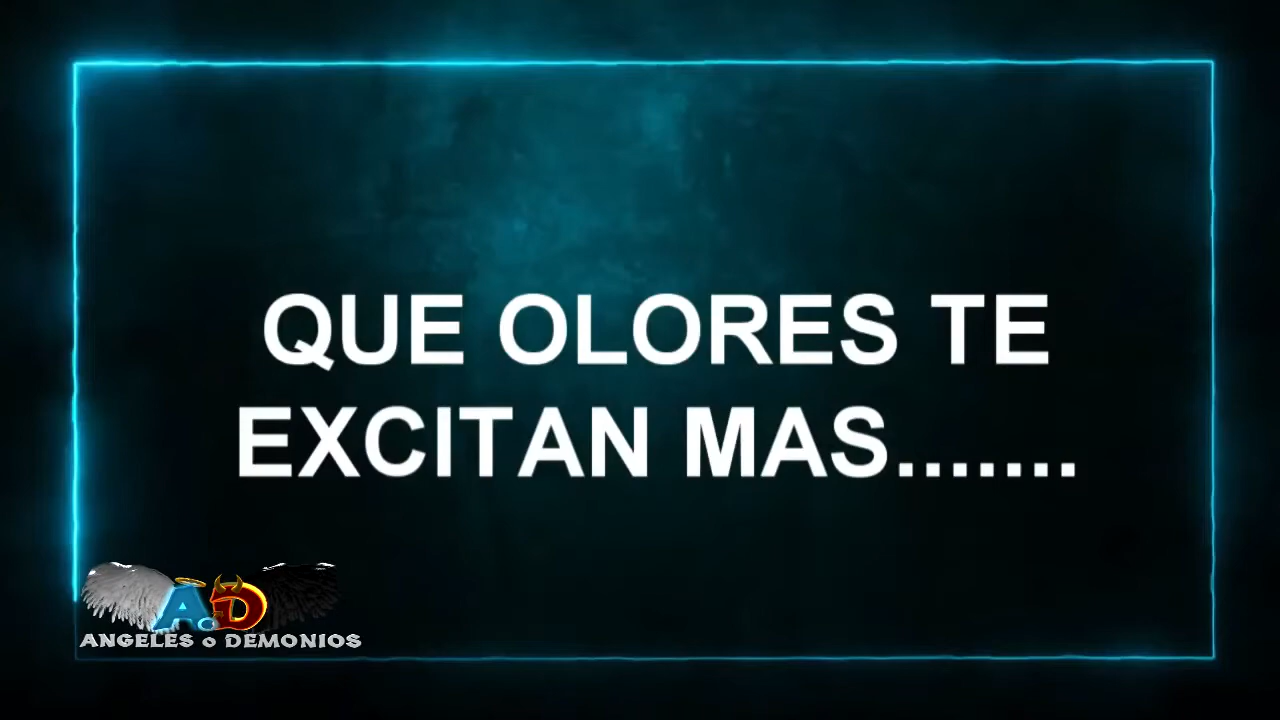 QUE OLORES TE
EXCITAN MAS.......
A.D
ANGELES o DEMONIOS